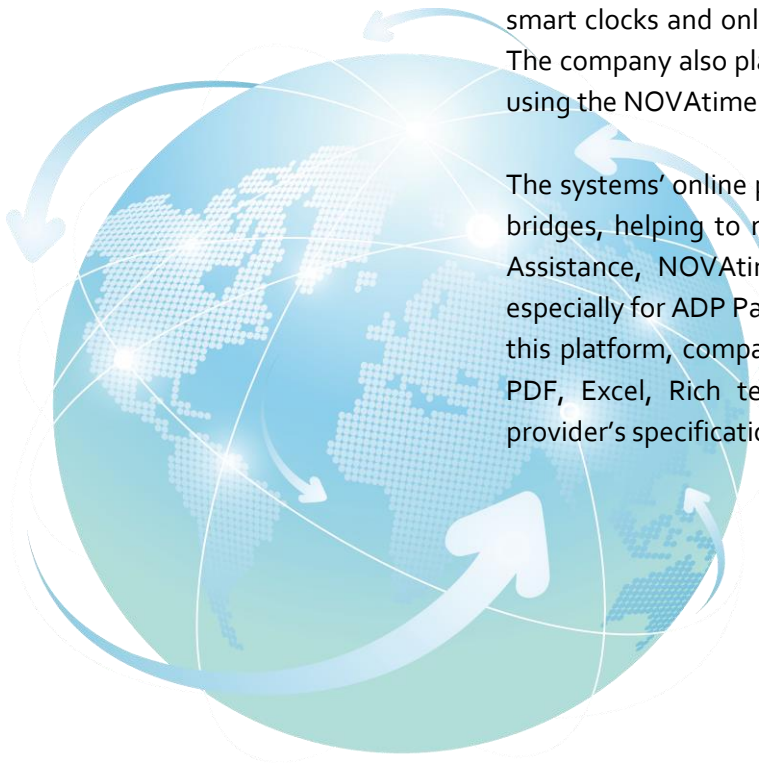 smart clocks and onl
The company also pla
using the NOVAtime
The systems’ online p
bridges, helping to r
Assistance, NOVAtin
especially for ADP Pa
this platform, compa
PDF, Excel, Rich te
provider’s specificatio